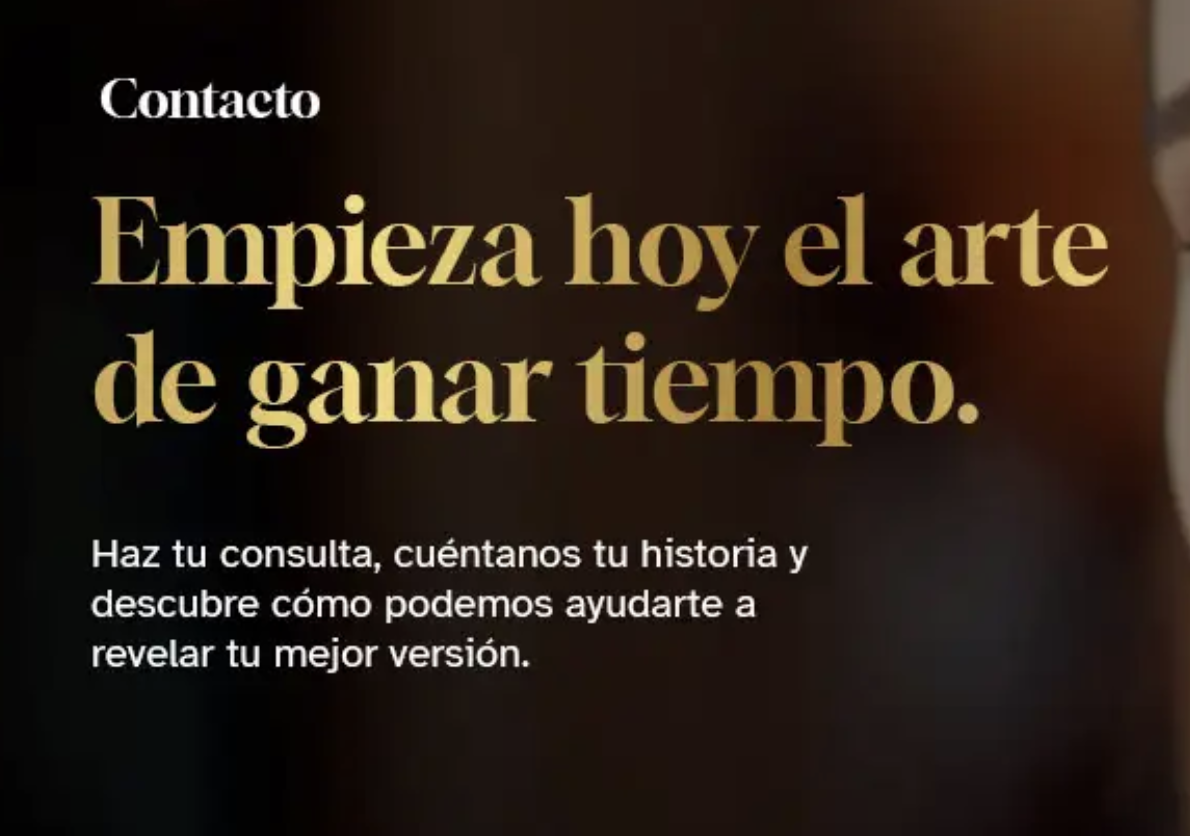 Contacto
Empieza hoy el arte
de ganar tiempo.
Haz tu consulta, cuéntanos tu historia y
descubre cómo podemos ayudarte a
revelar tu mejor versión.